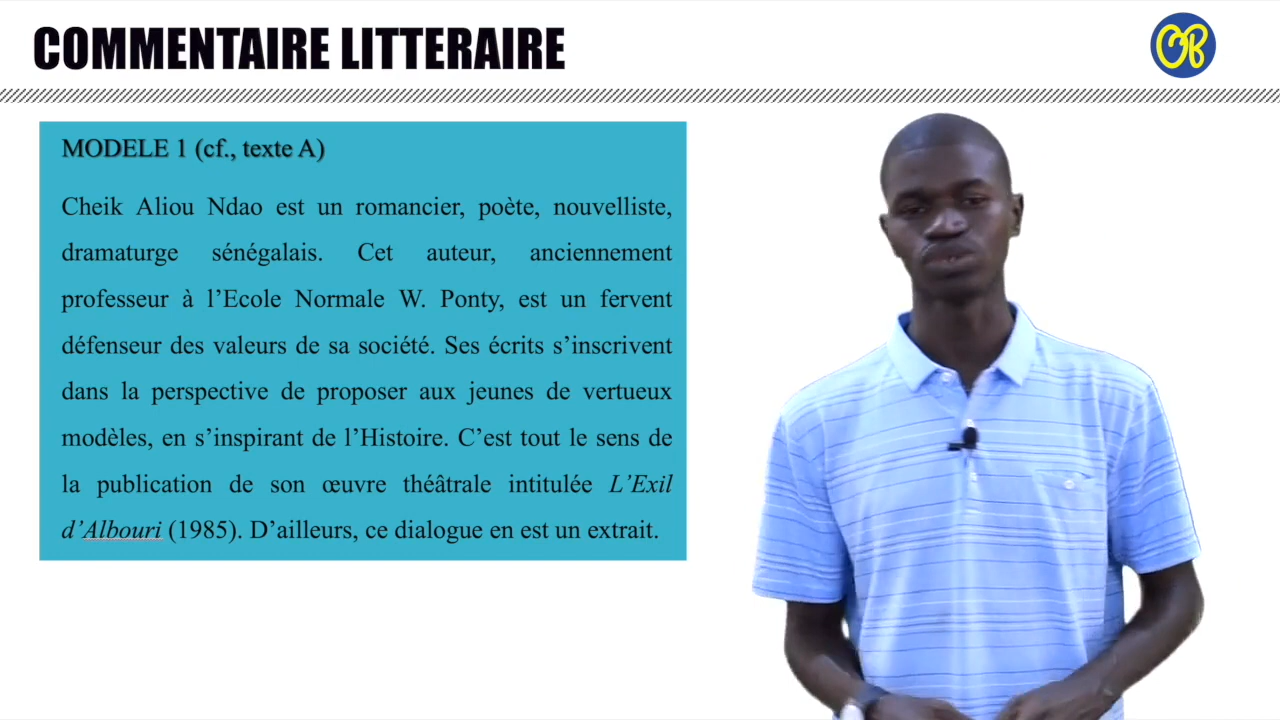 COMMENTAIRE LITTERAIRE
MODELE 1 (cf., texte A)
Cheik Aliou Ndao est un romancier, poète, nouvelliste,
dramaturge sénégalais. Cet auteur, anciennement
professeur à l’Ecole Normale W. Ponty, est un fervent
défenseur des valeurs de sa société. Ses écrits s’inscrivent
dans la perspective de proposer aux jeunes de vertueux
modèles, en s’inspirant de l’Histoire. C’est tout le sens de
la publication de son œuvre théâtrale intitulée L’Exil
d’Albouri (1985). D’ailleurs, ce dialogue en est un extrait.